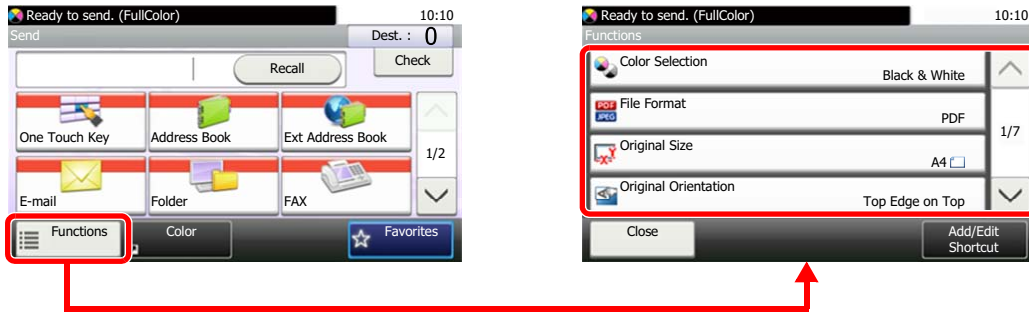 Ready to send. (FullColor) 10:10
Send Dest. : 0
Recall Check
One Touch Key Address Book Ext Address Book
1/2
E-mail Folder FAX
Functions Color Favorites
Ready to send. (FullColor) 10:10
Functions
Color Selection
Black & White
PDF JPEG File Format
PDF
1/7
X Y Original Size
A4
Original Orientation
Top Edge on Top
Close Add/Edit
Shortcut